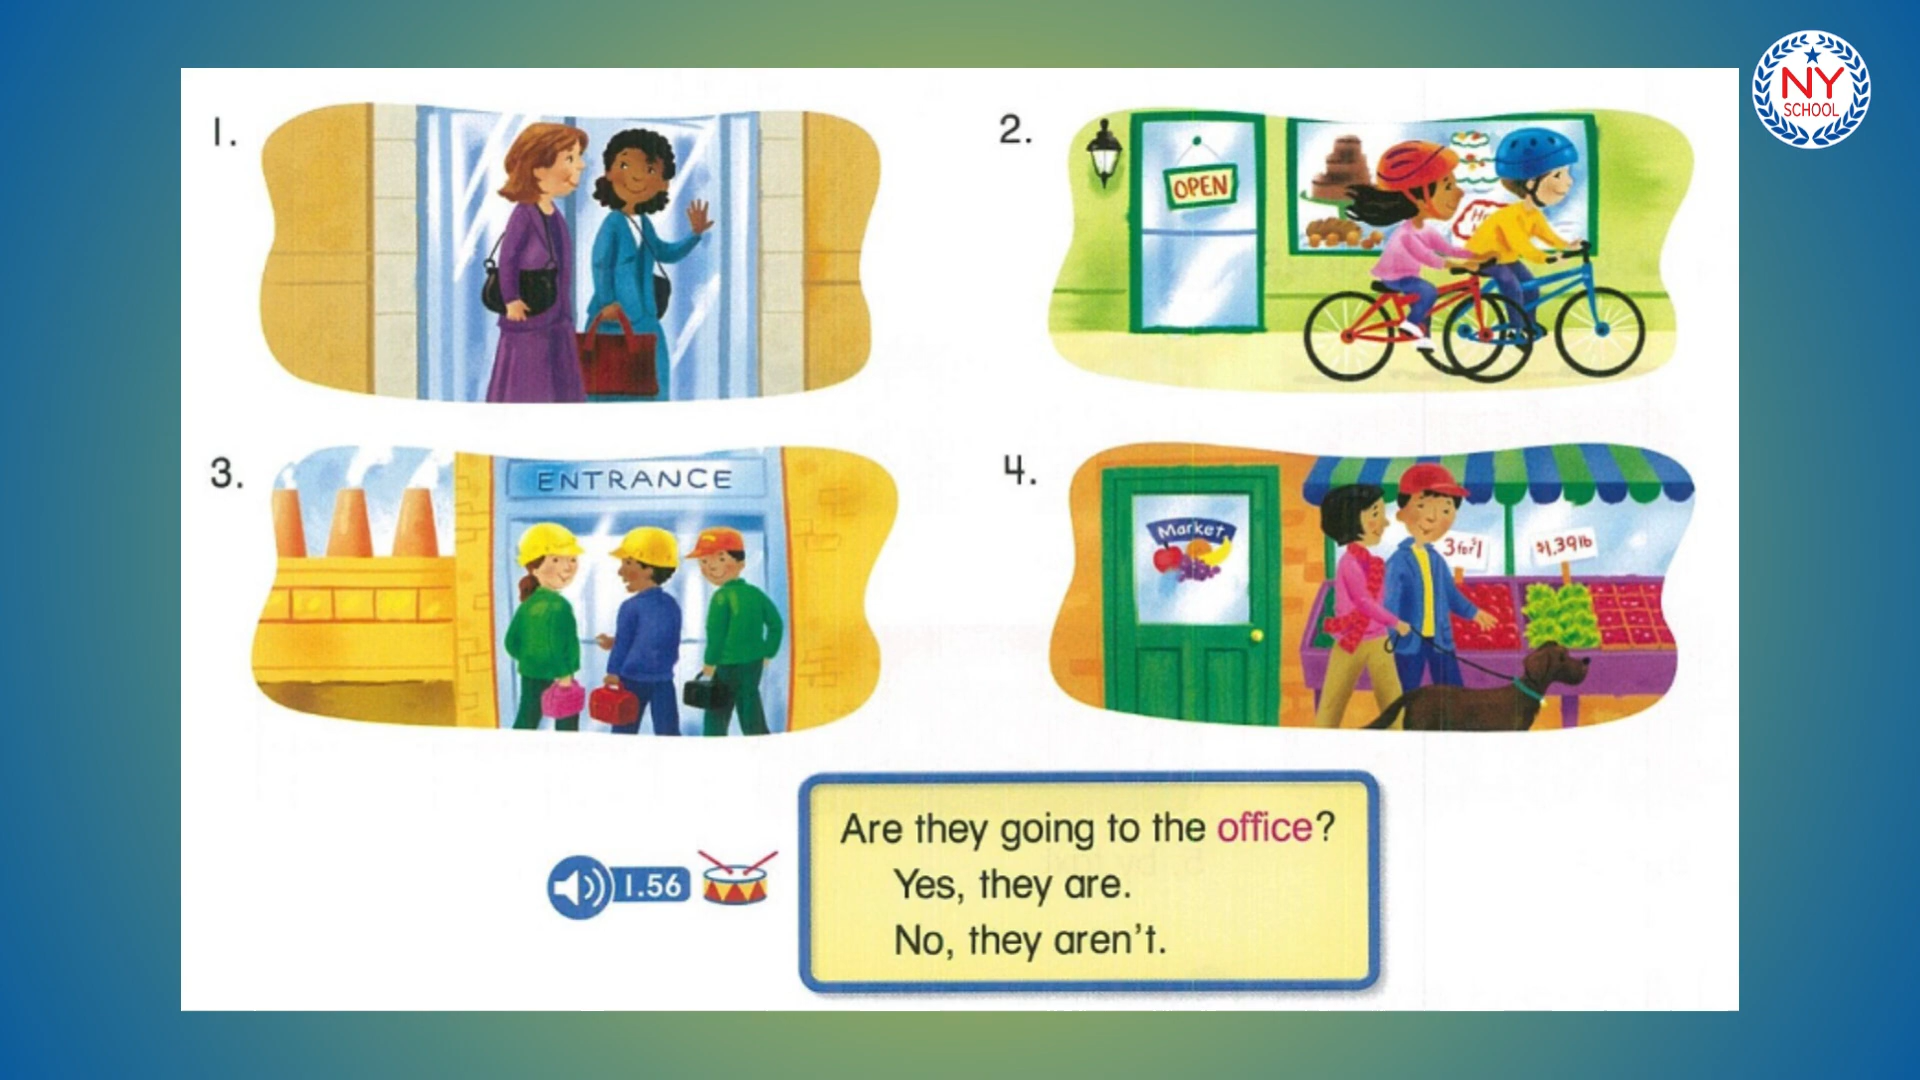 NY
SCHOOL
1.
2.
OPEN
3.
ENTRANCE
4.
Market
3 for $1
$1.39 lb
1.56
Are they going to the office?
Yes, they are.
No, they aren't.